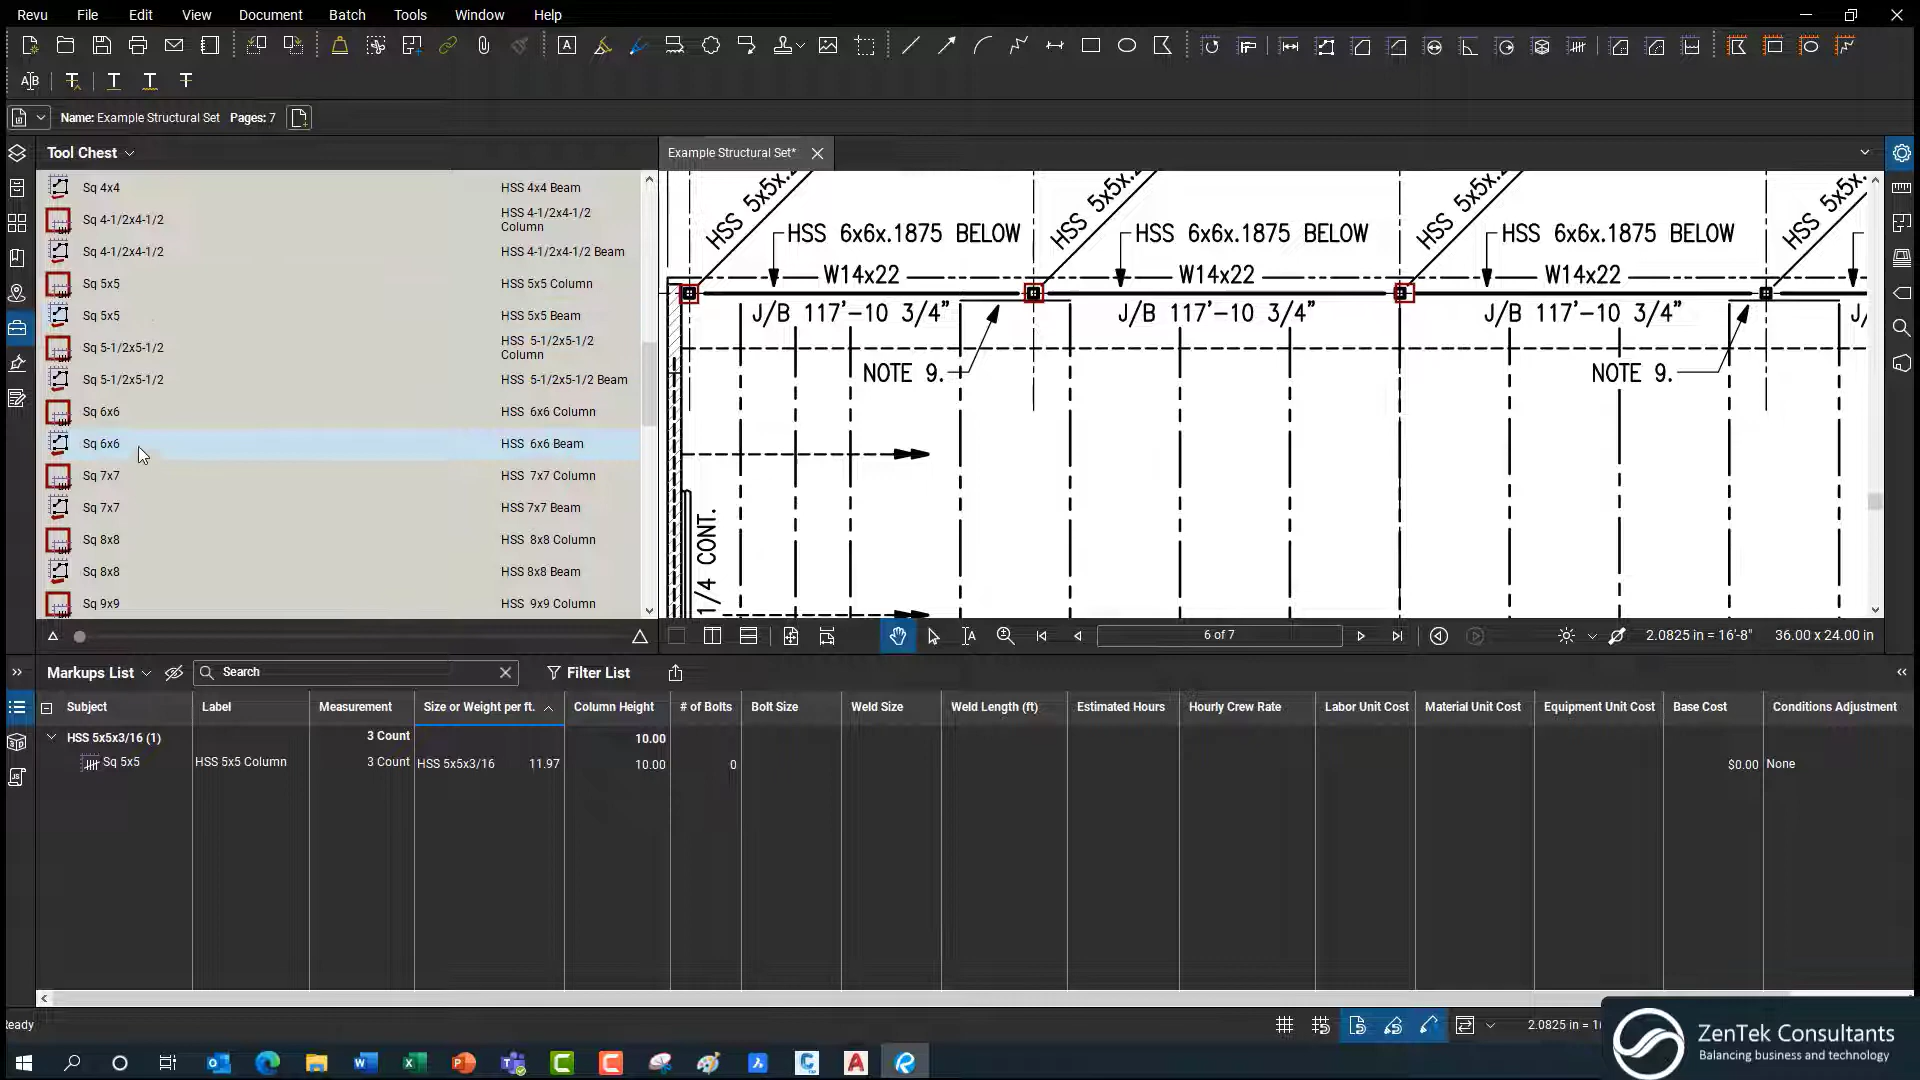 Revu File Edit View Document Batch Tools Window Help
Name: Example Structural Set Pages: 7
Tool Chest
Example Structural Set*
Sq 4x4 HSS 4x4 Beam
Sq 4-1/2x4-1/2 HSS 4-1/2x4-1/2
Column
Sq 4-1/2x4-1/2 HSS 4-1/2x4-1/2 Beam
Sq 5x5 HSS 5x5 Column
Sq 5x5 HSS 5x5 Beam
Sq 5-1/2x5-1/2 HSS 5-1/2x5-1/2
Column
Sq 5-1/2x5-1/2 HSS 5-1/2x5-1/2 Beam
Sq 6x6 HSS 6x6 Column
Sq 6x6 HSS 6x6 Beam
Sq 7x7 HSS 7x7 Column
Sq 7x7 HSS 7x7 Beam
Sq 8x8 HSS 8x8 Column
Sq 8x8 HSS 8x8 Beam
Sq 9x9 HSS 9x9 Column
HSS 5x5x. HSS 5x5x. HSS 5x5x. HSS 5x5x.
HSS 6x6x.1875 BELOW HSS 6x6x.1875 BELOW HSS 6x6x.1875 BELOW
W14x22 W14x22 W14x22
J/B 117'-10 3/4" J/B 117'-10 3/4" J/B 117'-10 3/4" J/
NOTE 9. NOTE 9.
1/4 CONT.
6 of 7 2.0825 in = 16'-8" 36.00 x 24.00 in
Markups List Search Filter List
Subject Label Measurement Size or Weight per ft. Column Height # of Bolts Bolt Size Weld Size Weld Length (ft) Estimated Hours Hourly Crew Rate Labor Unit Cost Material Unit Cost Equipment Unit Cost Base Cost Conditions Adjustment
HSS 5x5x3/16 (1) 3 Count 10.00
Sq 5x5 HSS 5x5 Column 3 Count HSS 5x5x3/16 11.97 10.00 0 $0.00 None
eady 2.0825 in = 1
ZenTek Consultants
Balancing business and technology